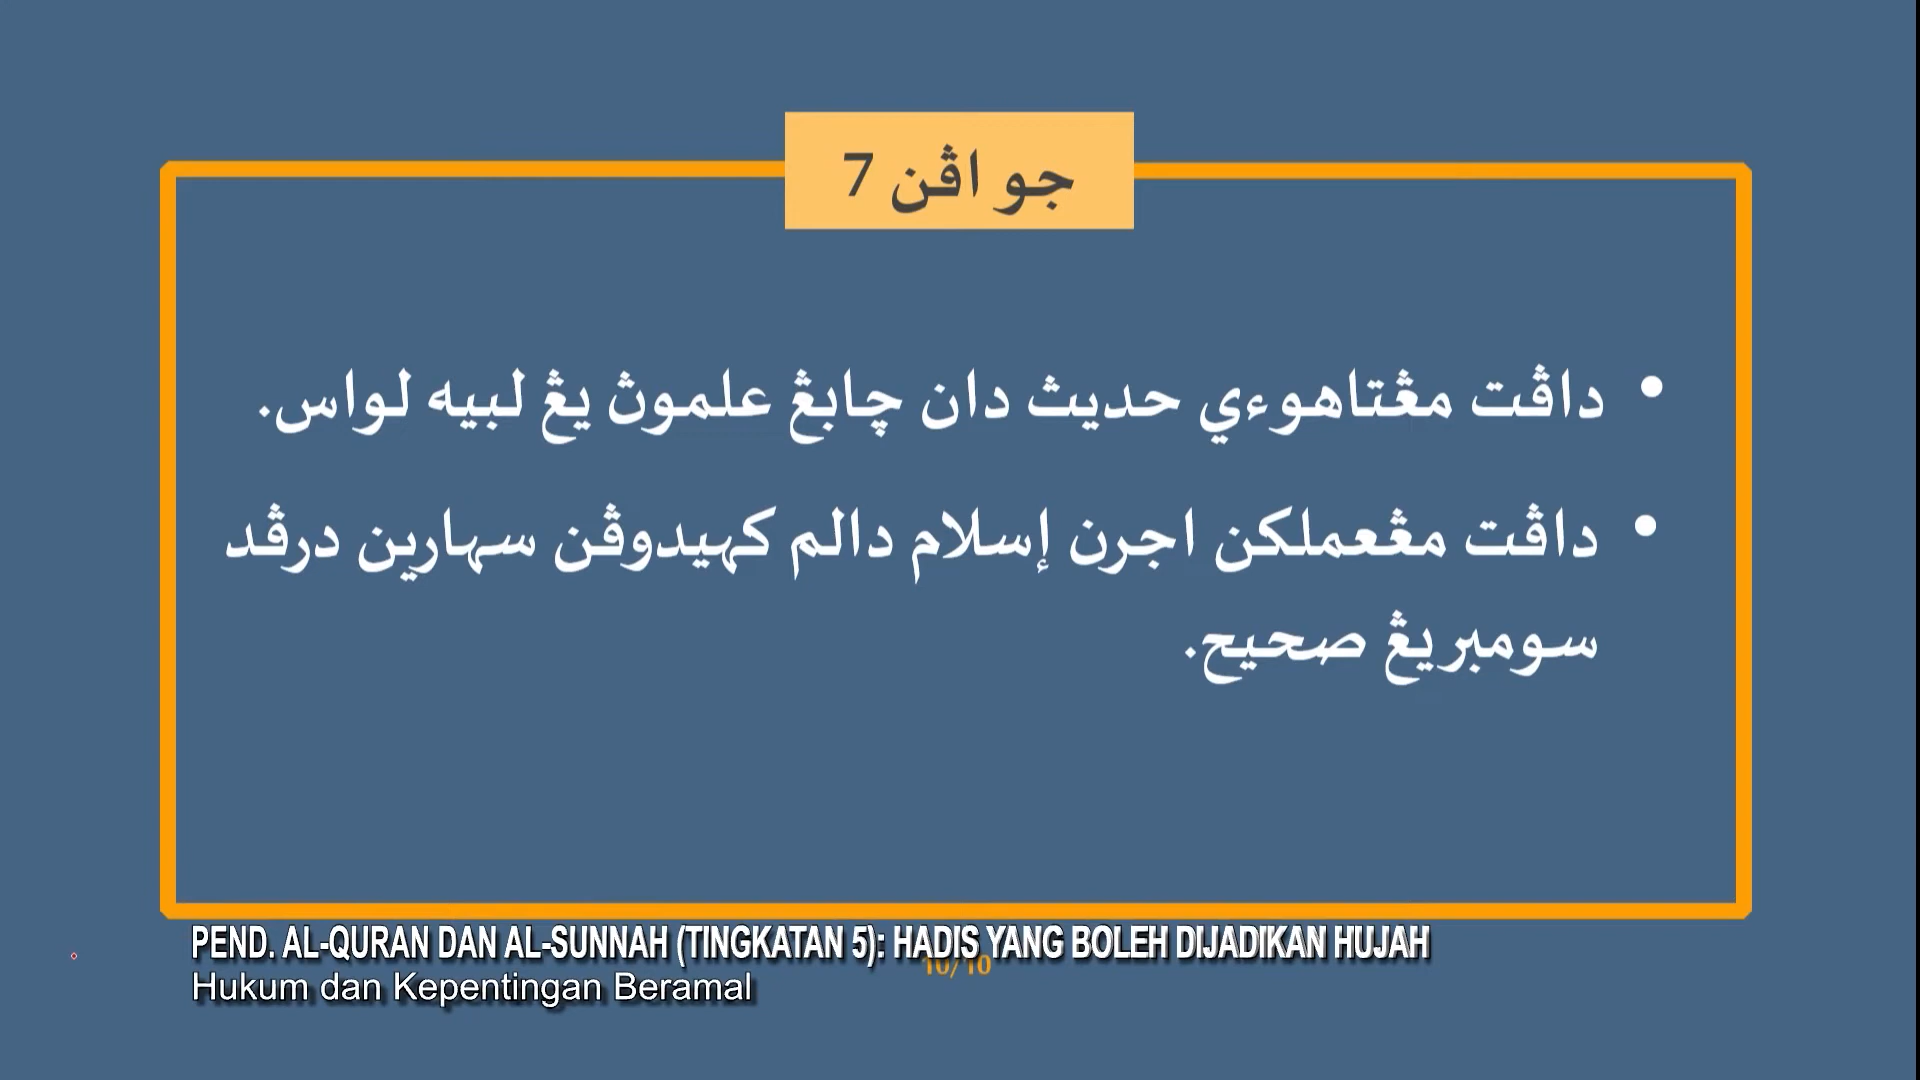 جواڤن 7
• داڤت مڠتاهوءي حديث دان چابڠ علموڽ يڠ لبيه لواس.
• داڤت مڠعملكن اجرن إسلام دالم كهيدوڤن سهارين درڤد
سومبر يڠ صحيح.
PEND. AL-QURAN DAN AL-SUNNAH (TINGKATAN 5): HADIS YANG BOLEH DIJADIKAN HUJAH
10/10
Hukum dan Kepentingan Beramal